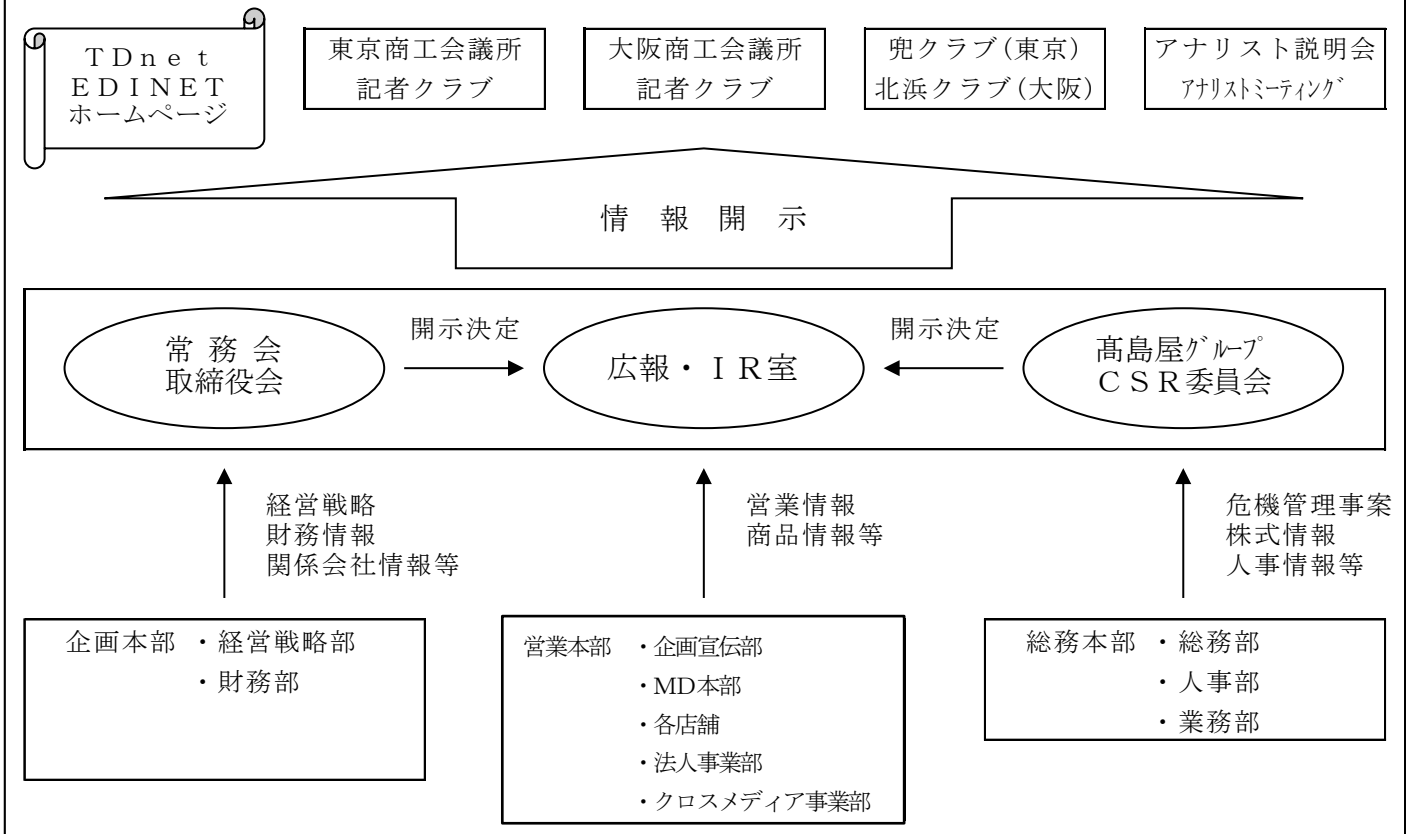 TDnet
EDINET
ホームページ
東京商工会議所
記者クラブ
大阪商工会議所
記者クラブ
兜クラブ(東京)
北浜クラブ(大阪)
アナリスト説明会
アナリストミーティング
情報開示
常務会
取締役会
開示決定
広報・IR室
開示決定
髙島屋グループ
CSR委員会
経営戦略
財務情報
関係会社情報等
営業情報
商品情報等
危機管理事案
株式情報
人事情報等
企画本部 ・経営戦略部
・財務部
営業本部 ・企画宣伝部
・MD本部
・各店舗
・法人事業部
・クロスメディア事業部
総務本部 ・総務部
・人事部
・業務部